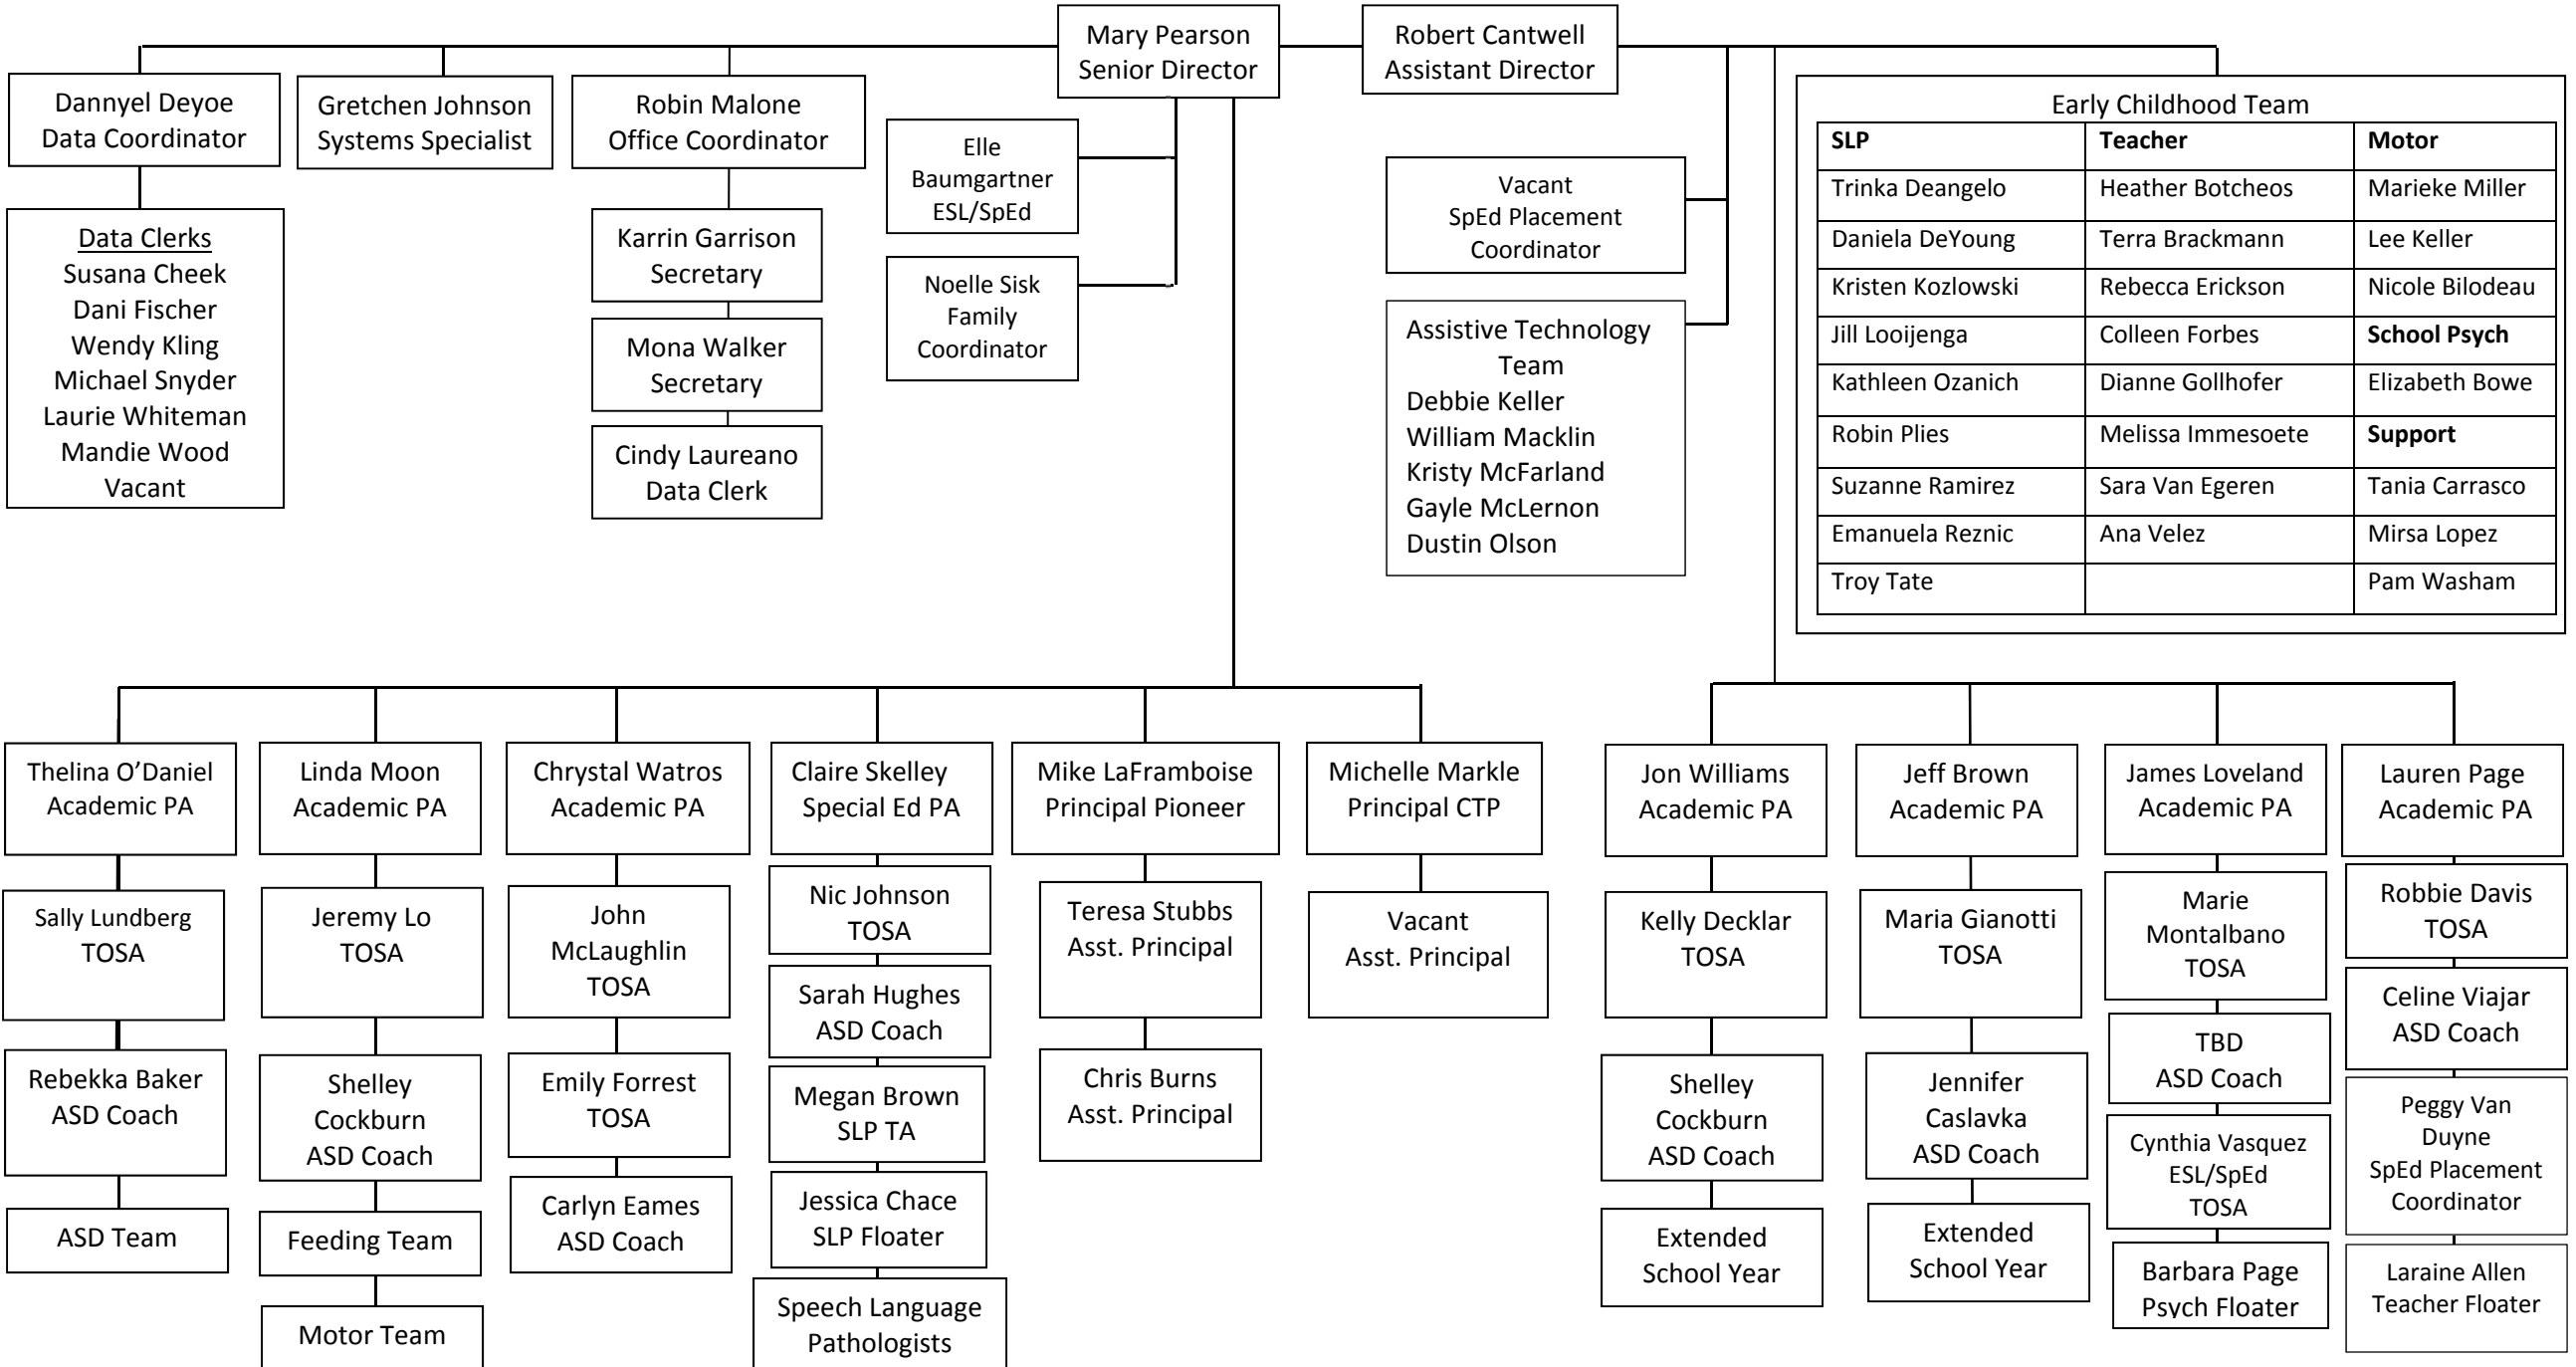 Mary Pearson
Senior Director
Robert Cantwell
Assistant Director
Dannyel Deyoe
Data Coordinator
Gretchen Johnson
Systems Specialist
Robin Malone
Office Coordinator
Data Clerks
Susana Cheek
Dani Fischer
Wendy Kling
Michael Snyder
Laurie Whiteman
Mandie Wood
Vacant
Karrin Garrison
Secretary
Mona Walker
Secretary
Cindy Laureano
Data Clerk
Elle
Baumgartner
ESL/SpEd
Noelle Sisk
Family
Coordinator
Vacant
SpEd Placement
Coordinator
Assistive Technology
Team
Debbie Keller
William Macklin
Kristy McFarland
Gayle McLernon
Dustin Olson
Early Childhood Team
SLP Teacher Motor
Trinka Deangelo Heather Botcheos Marieke Miller
Daniela DeYoung Terra Brackmann Lee Keller
Kristen Kozlowski Rebecca Erickson Nicole Bilodeau
Jill Looijenga Colleen Forbes School Psych
Kathleen Ozanich Dianne Gollhofer Elizabeth Bowe
Robin Plies Melissa Immesoete Support
Suzanne Ramirez Sara Van Egeren Tania Carrasco
Emanuela Reznic Ana Velez Mirsa Lopez
Troy Tate Pam Washam
Thelina O’Daniel
Academic PA
Sally Lundberg
TOSA
Rebekka Baker
ASD Coach
ASD Team
Linda Moon
Academic PA
Jeremy Lo
TOSA
Shelley
Cockburn
ASD Coach
Feeding Team
Motor Team
Chrystal Watros
Academic PA
John
McLaughlin
TOSA
Emily Forrest
TOSA
Carlyn Eames
ASD Coach
Claire Skelley
Special Ed PA
Nic Johnson
TOSA
Sarah Hughes
ASD Coach
Megan Brown
SLP TA
Jessica Chace
SLP Floater
Speech Language
Pathologists
Mike LaFramboise
Principal Pioneer
Teresa Stubbs
Asst. Principal
Chris Burns
Asst. Principal
Michelle Markle
Principal CTP
Vacant
Asst. Principal
Jon Williams
Academic PA
Kelly Decklar
TOSA
Shelley
Cockburn
ASD Coach
Extended
School Year
Jeff Brown
Academic PA
Maria Gianotti
TOSA
Jennifer
Caslavka
ASD Coach
Extended
School Year
James Loveland
Academic PA
Marie
Montalbano
TOSA
TBD
ASD Coach
Cynthia Vasquez
ESL/SpEd
TOSA
Barbara Page
Psych Floater
Lauren Page
Academic PA
Robbie Davis
TOSA
Celine Viajar
ASD Coach
Peggy Van
Duyne
SpEd Placement
Coordinator
Laraine Allen
Teacher Floater